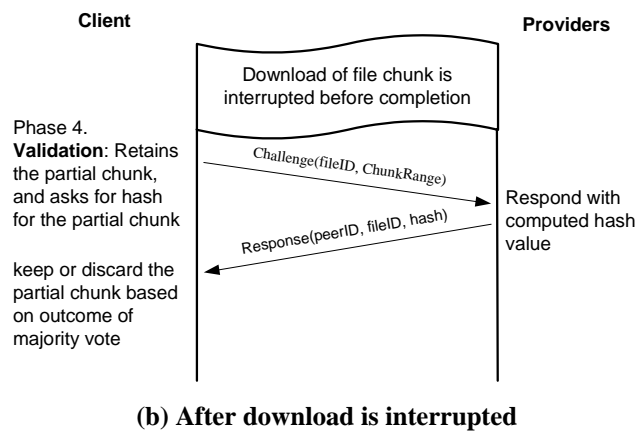 Client
Providers
Download of file chunk is
interrupted before completion
Phase 4.
Validation: Retains
the partial chunk,
and asks for hash
for the partial chunk
Challenge(fileID, ChunkRange)
Respond with
computed hash
value
Response(peerID, fileID, hash)
keep or discard the
partial chunk based
on outcome of
majority vote
(b) After download is interrupted